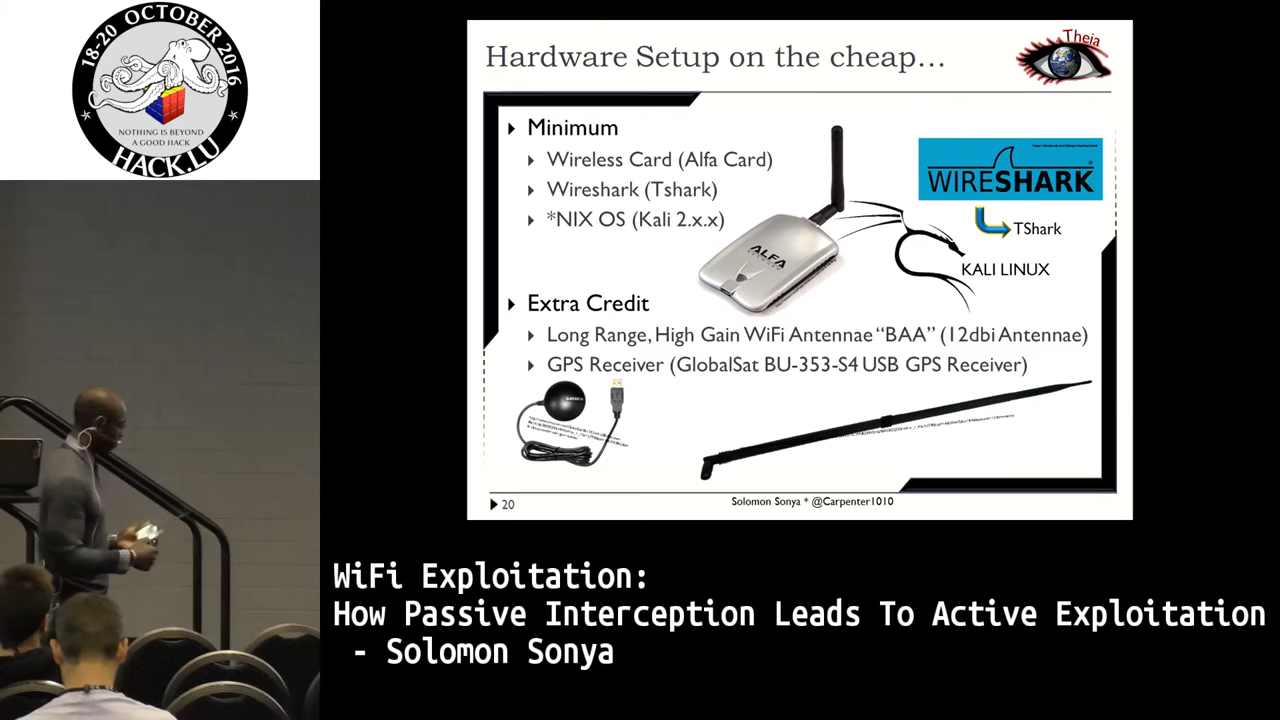 18-20 OCTOBER 2016
NOTHING IS BEYOND
A GOOD HACK
HACK.LU
Hardware Setup on the cheap…
Theia
Minimum
Wireless Card (Alfa Card)
Wireshark (Tshark)
*NIX OS (Kali 2.x.x)
ALFA
WIRESHARK
TShark
KALI LINUX
Extra Credit
Long Range, High Gain WiFi Antennae “BAA” (12dbi Antennae)
GPS Receiver (GlobalSat BU-353-S4 USB GPS Receiver)
20
Solomon Sonya * @Carpenter1010
WiFi Exploitation:
How Passive Interception Leads To Active Exploitation
- Solomon Sonya